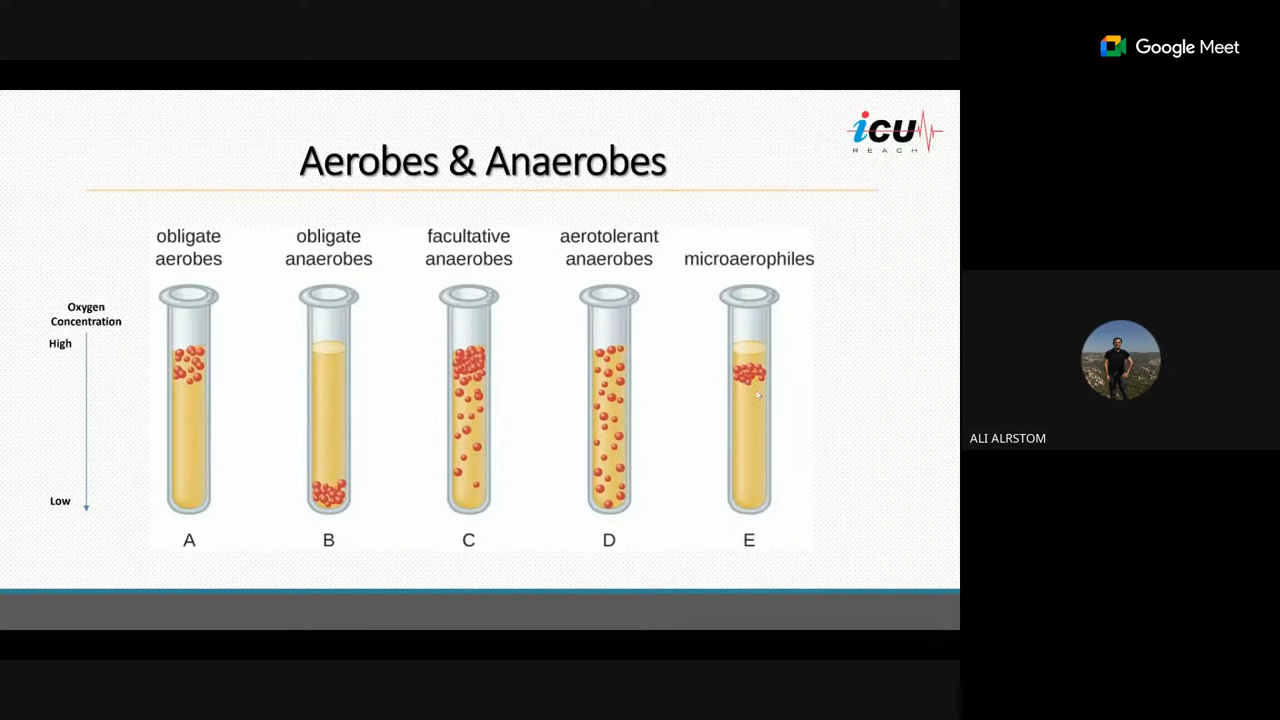 Google Meet
icu
REACH
Aerobes & Anaerobes
obligate
aerobes
obligate
anaerobes
facultative
anaerobes
aerotolerant
anaerobes
microaerophiles
Oxygen
Concentration
High
Low
A
B
C
D
E
ALI ALRSTOM